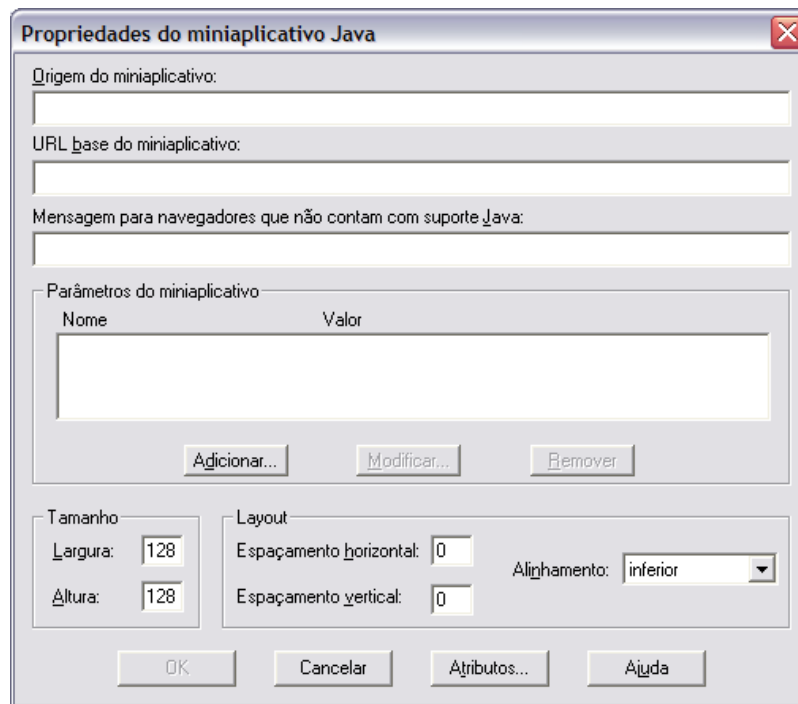 Propriedades do miniaplicativo Java
Origem do miniaplicativo:
URL base do miniaplicativo:
Mensagem para navegadores que não contam com suporte Java:
Parâmetros do miniaplicativo
Nome Valor
Adicionar... Modificar... Remover
Tamanho Layout
Largura: 128 Espaçamento horizontal: 0
Alinhamento: inferior
Altura: 128 Espaçamento vertical: 0
OK Cancelar Atributos... Ajuda